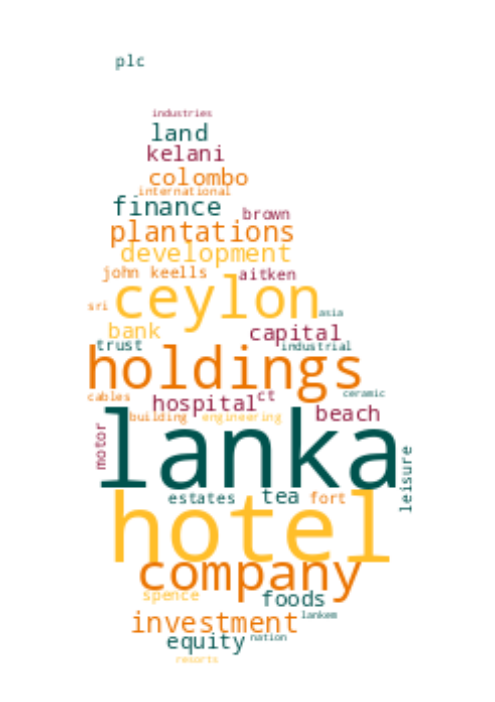 plc
industries
land
kelani
colombo
international
finance
brown
plantations
development
john keells aitken
ceylon
sri
asia
bank capital
trust industrial
holdings
cables ceramic
hospital ct
building engineering beach
motor
lanka
leisure
estates tea fort
hotel
company
spence foods
investment lankem
equity nation
resorts